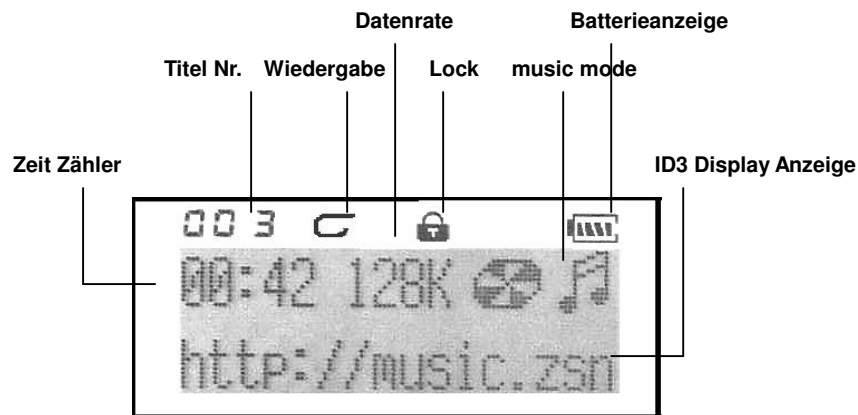 Datenrate Batterieanzeige
Titel Nr. Wiedergabe Lock music mode
Zeit Zähler ID3 Display Anzeige
003
00:42 128K
http://music.zsn